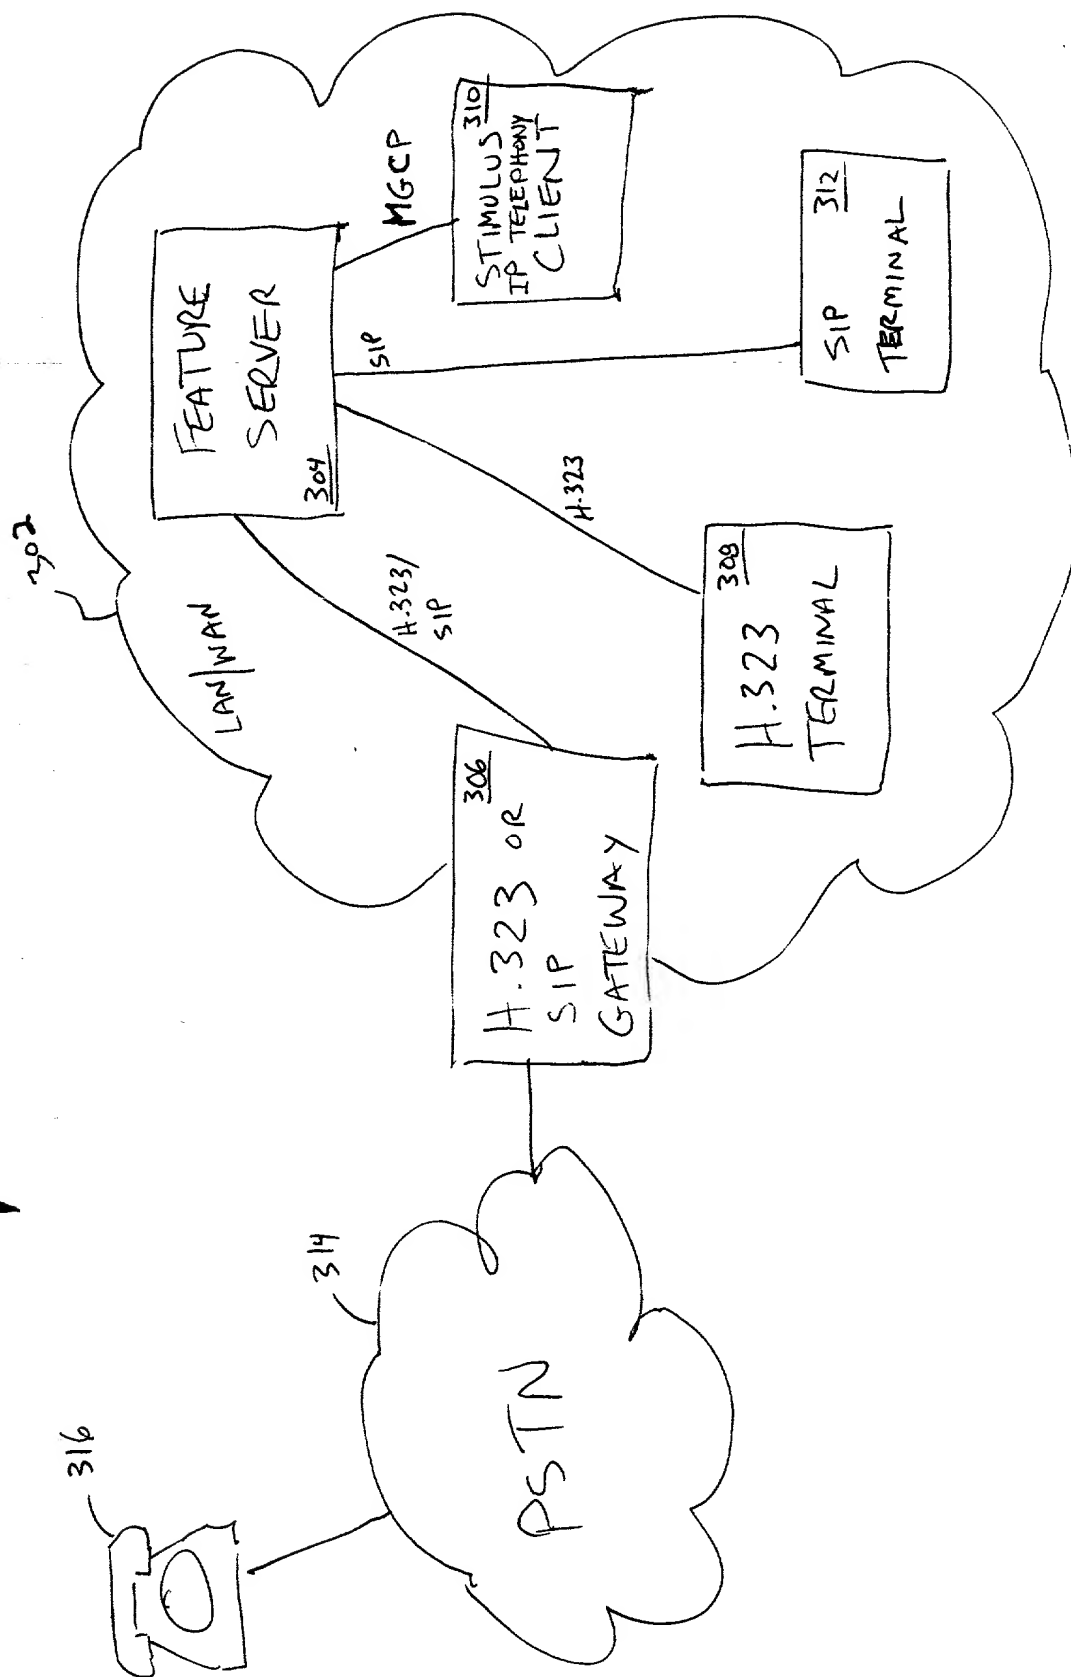 316
314
PSTN
302
LAN/WAN
306
H.323 OR
SIP
GATEWAY
H.323/
SIP
FEATURE
SERVER
304
MGCP
SIP
H.323
310
STIMULUS
IP TELEPHONY
CLIENT
308
H.323
TERMINAL
312
SIP
TERMINAL